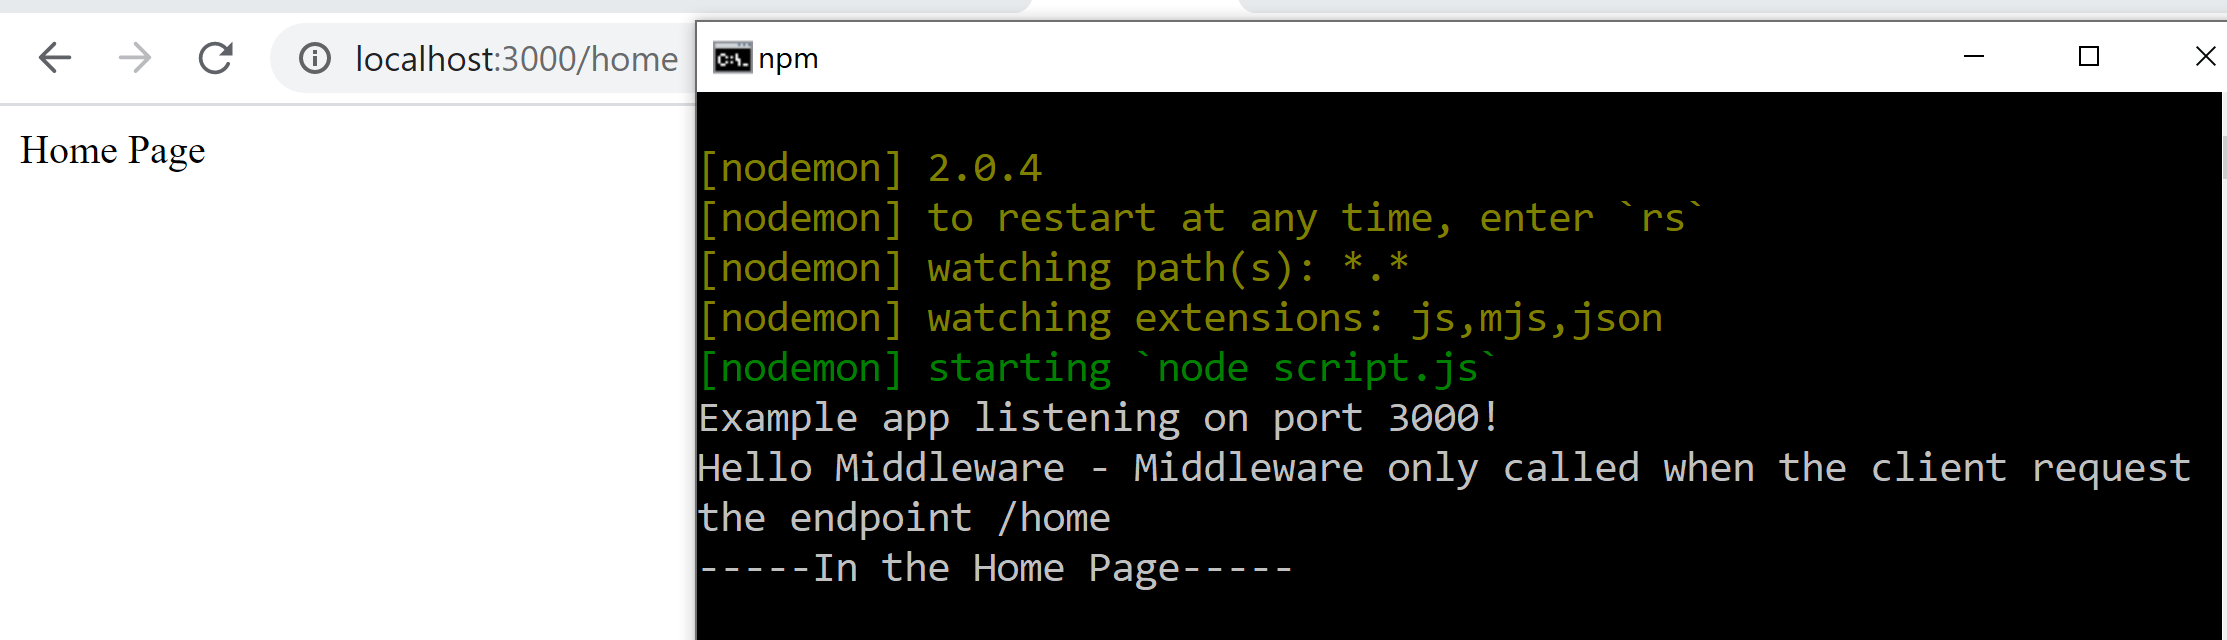 localhost:3000/home
npm
Home Page
[nodemon] 2.0.4
[nodemon] to restart at any time, enter `rs`
[nodemon] watching path(s): *.*
[nodemon] watching extensions: js,mjs,json
[nodemon] starting `node script.js`
Example app listening on port 3000!
Hello Middleware - Middleware only called when the client request
the endpoint /home
-----In the Home Page-----